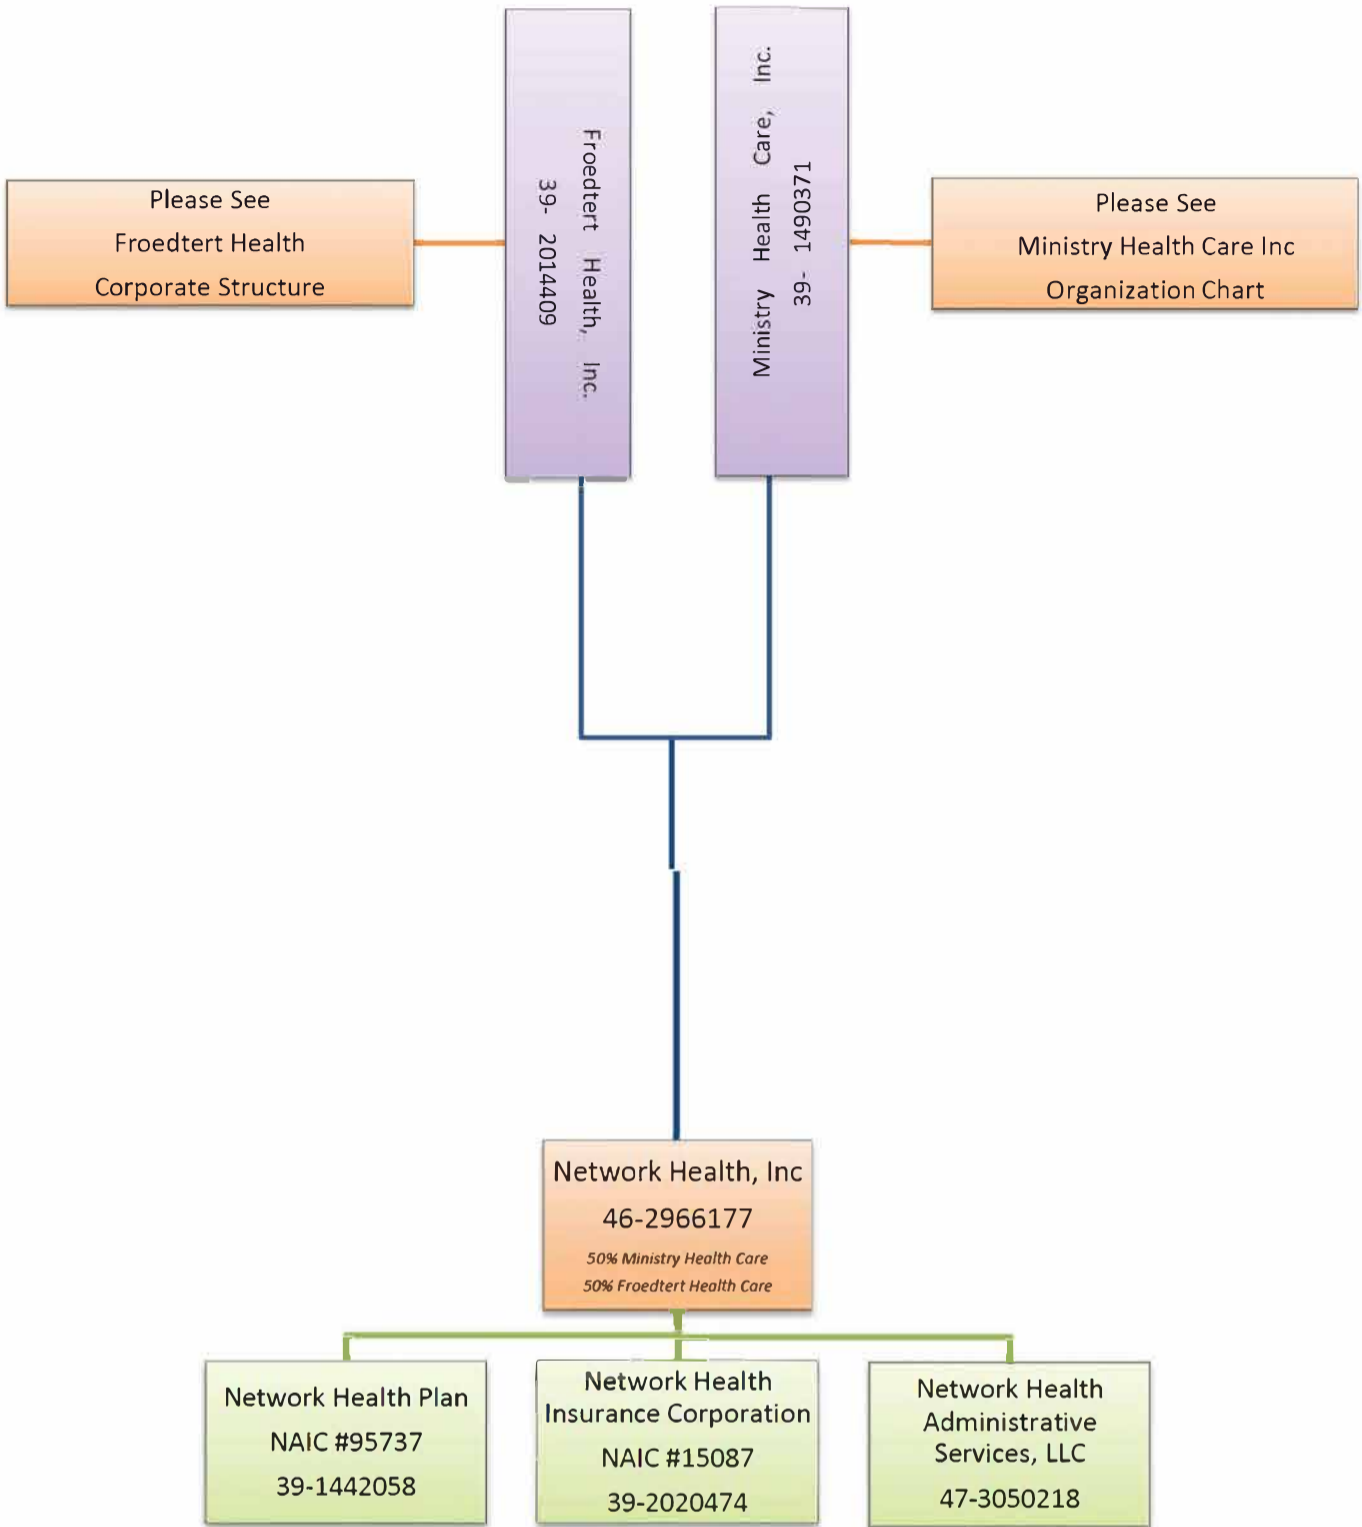 Please See
Froedtert Health
Corporate Structure
Froedtert Health, Inc.
39- 2014409
Ministry Health Care, Inc.
39- 1490371
Please See
Ministry Health Care Inc
Organization Chart
Network Health, Inc
46-2966177
50% Ministry Health Care
50% Froedtert Health Care
Network Health Plan
NAIC #95737
39-1442058
Network Health
Insurance Corporation
NAIC #15087
39-2020474
Network Health
Administrative
Services, LLC
47-3050218